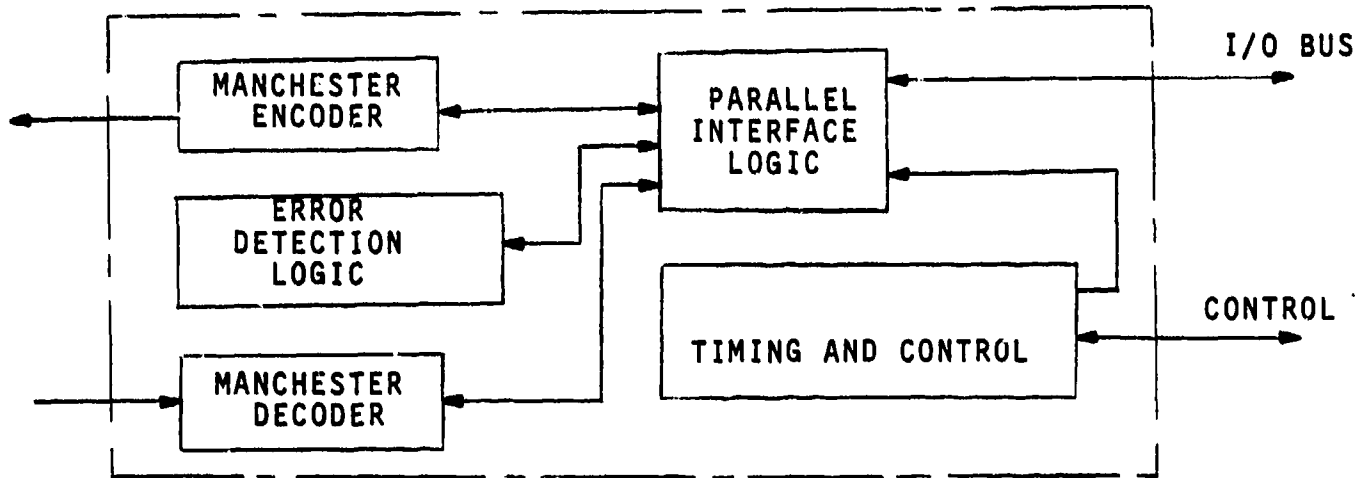 I/O BUS
MANCHESTER
ENCODER
PARALLEL
INTERFACE
LOGIC
ERROR
DETECTION
LOGIC
CONTROL
TIMING AND CONTROL
MANCHESTER
DECODER